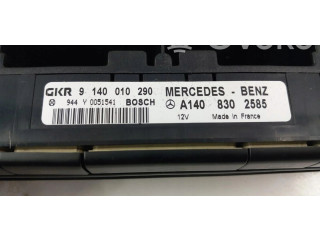 GKR 9 140 010 290 MERCEDES - BENZ
944 Y 0051541 BOSCH A140 830 2585
12V Made in France